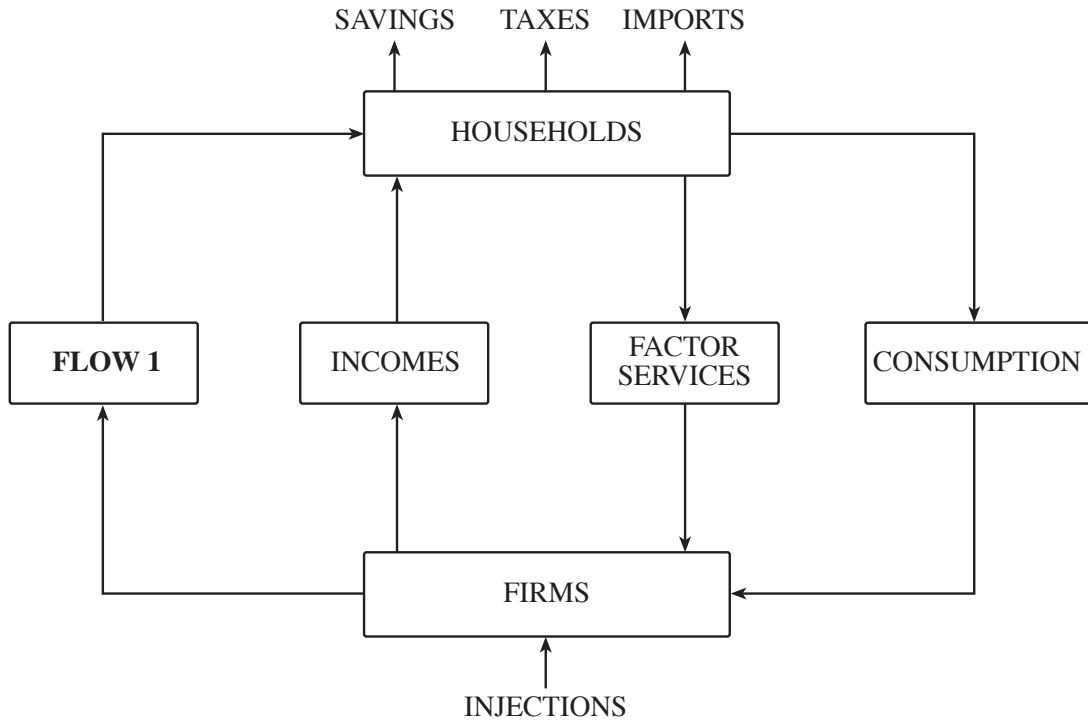 SAVINGS TAXES IMPORTS
HOUSEHOLDS
FLOW 1
INCOMES
FACTOR
SERVICES
CONSUMPTION
FIRMS
INJECTIONS